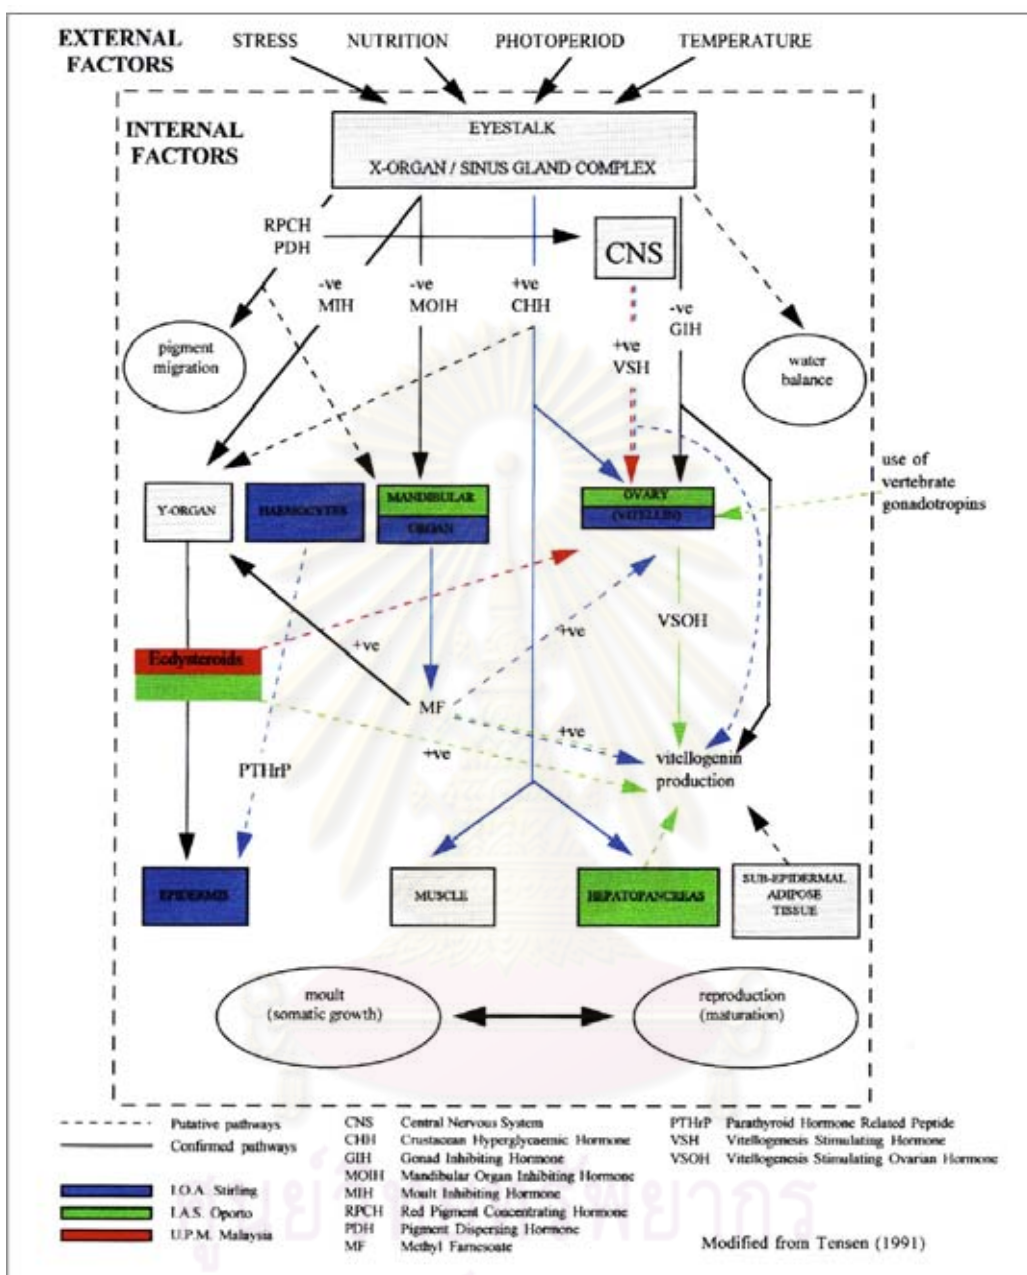 EXTERNAL
FACTORS
STRESS
NUTRITION
PHOTOPERIOD
TEMPERATURE
INTERNAL
FACTORS
EYESTALK
X-ORGAN / SINUS GLAND COMPLEX
RPCH
PDH
CNS
-ve
MIH
-ve
MOIH
+ve
CHH
+ve
VSH
-ve
GIH
pigment
migration
water
balance
use of
vertebrate
gonadotropins
Y-ORGAN
HAEMOCYTES
MANDIBULAR
ORGAN
OVARY
(VITELLIN)
VSOH
+ve
+ve
Ecdysteroids
MF
+ve
+ve
PTHrP
vitellogenin
production
EPIDERMIS
MUSCLE
HEPATOPANCREAS
SUB-EPIDERMAL
ADIPOSE
TISSUE
moult
(somatic growth)
reproduction
(maturation)
Putative pathways
Confirmed pathways
I.O.A. Stirling
I.A.S. Oporto
U.P.M. Malaysia
CNS Central Nervous System
CHH Crustacean Hyperglycaemic Hormone
GIH Gonad Inhibiting Hormone
MOIH Mandibular Organ Inhibiting Hormone
MIH Moult Inhibiting Hormone
RPCH Red Pigment Concentrating Hormone
PDH Pigment Dispersing Hormone
MF Methyl Farnesoate
PTHrP Parathyroid Hormone Related Peptide
VSH Vitellogenesis Stimulating Hormone
VSOH Vitellogenesis Stimulating Ovarian Hormone
Modified from Tensen (1991)